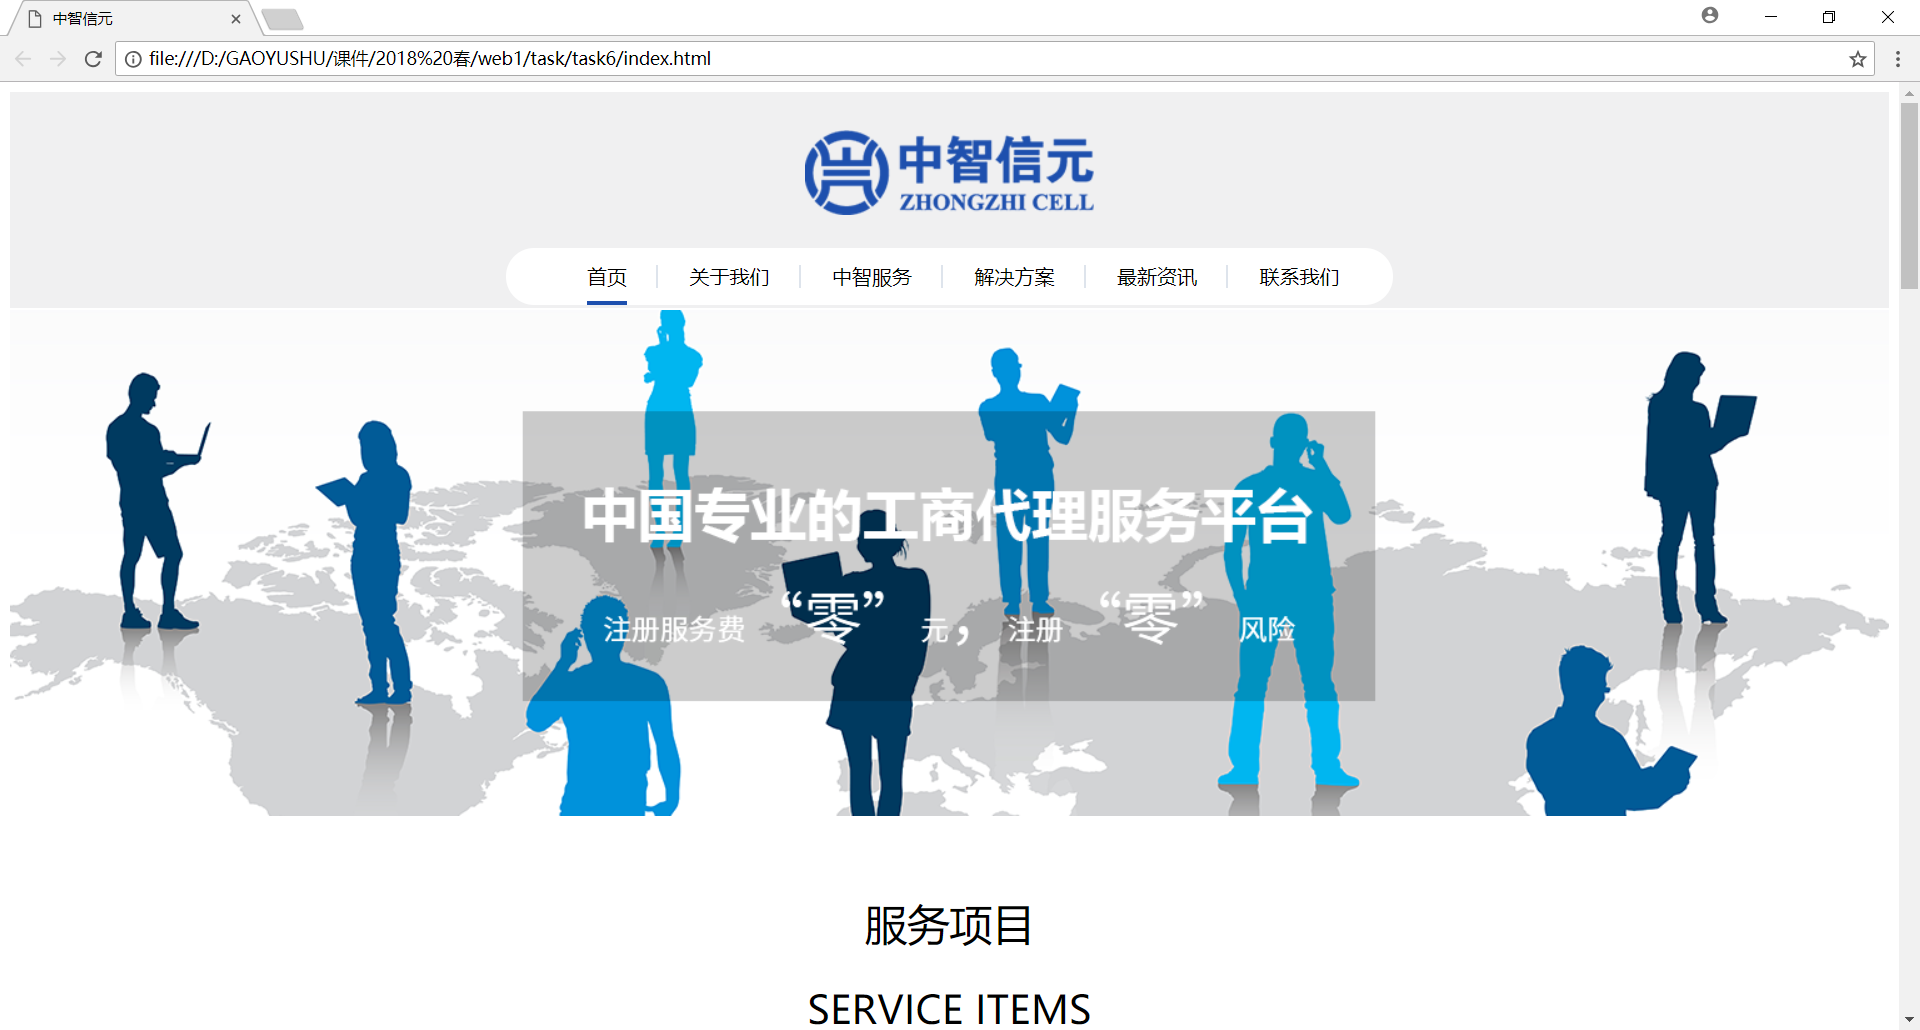 中智信元
file:///D:/GAOYUSHU/课件/2018%20春/web1/task/task6/index.html
中智信元
ZHONGZHI CELL
首页 关于我们 中智服务 解决方案 最新资讯 联系我们
中国专业的工商代理服务平台
注册服务费 “零” 元， 注册 “零” 风险
服务项目
SERVICE ITEMS